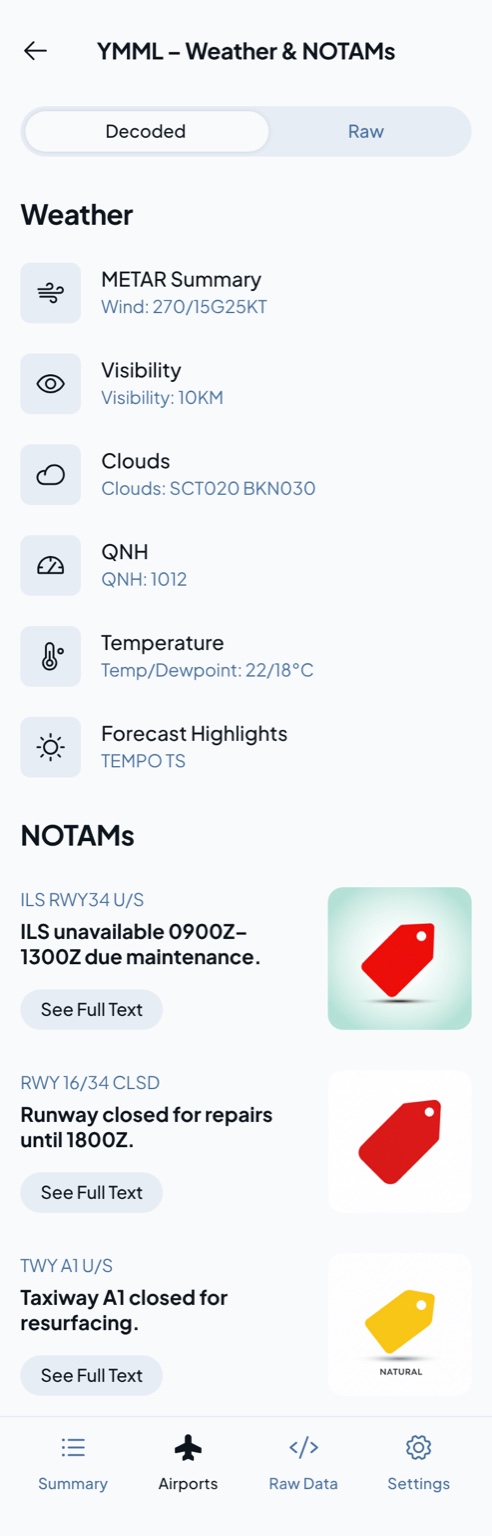 YMML – Weather & NOTAMs
Decoded
Raw
Weather
METAR Summary
Wind: 270/15G25KT
Visibility
Visibility: 10KM
Clouds
Clouds: SCT020 BKN030
QNH
QNH: 1012
Temperature
Temp/Dewpoint: 22/18°C
Forecast Highlights
TEMPO TS
NOTAMs
ILS RWY34 U/S
ILS unavailable 0900Z–
1300Z due maintenance.
See Full Text
RWY 16/34 CLSD
Runway closed for repairs
until 1800Z.
See Full Text
TWY A1 U/S
Taxiway A1 closed for
resurfacing.
See Full Text
NATURAL
Summary
Airports
Raw Data
Settings